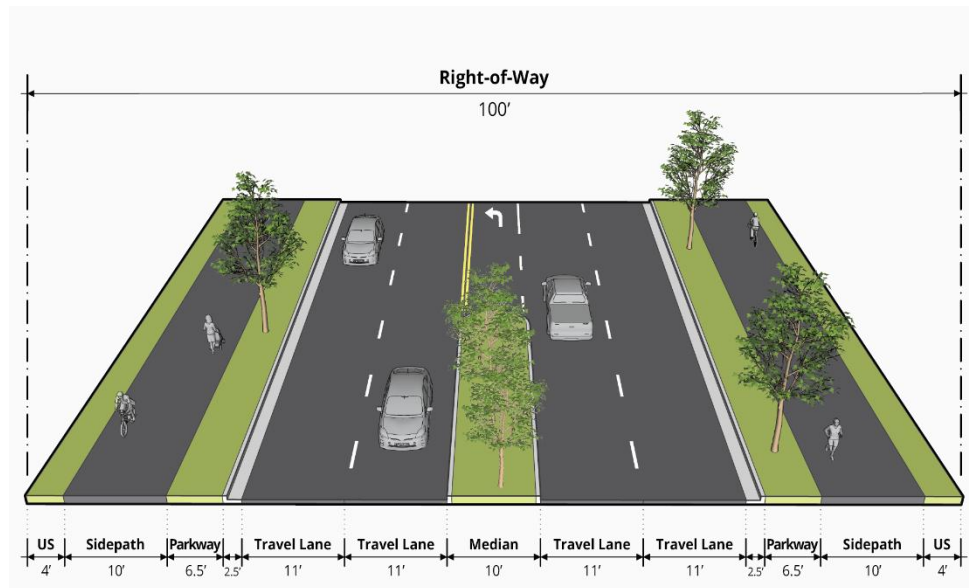 Right-of-Way
100’
US Sidepath Parkway Travel Lane Travel Lane Median Travel Lane Travel Lane Parkway Sidepath US
4’ 10’ 6.5’ 2.5’ 11’ 11’ 10’ 11’ 11’ 2.5’ 6.5’ 10’ 4’